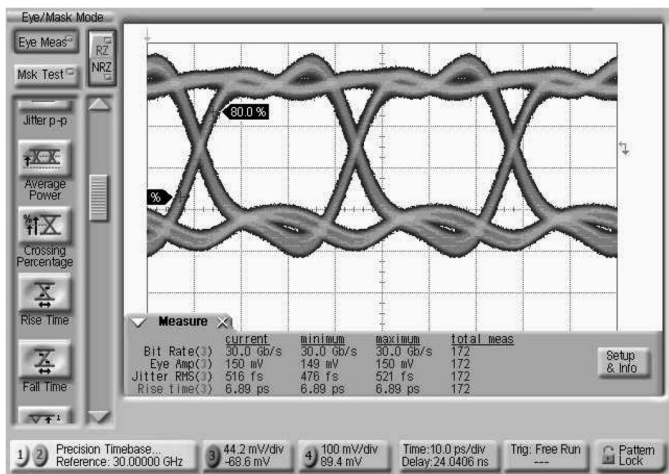 Eye/Mask Mode
Eye Meas
Msk Test
RZ
NRZ
Jitter p-p
Average
Power
Crossing
Percentage
Rise Time
Fall Time
80.0 %
%
Measure
current minimum maximum total meas
Bit Rate(3) 30.0 Gb/s 30.0 Gb/s 30.0 Gb/s 172
Eye Amp(3) 150 mV 149 mV 150 mV 172
Jitter RMS(3) 516 fs 476 fs 521 fs 172
Rise time(3) 6.89 ps 6.89 ps 6.89 ps 172
Setup
& Info
1 2 Precision Timebase...
Reference: 30.00000 GHz
3 44.2 mV/div
-68.6 mV
4 100 mV/div
89.4 mV
Time:10.0 ps/div
Delay:24.0406 ns
Trig: Free Run
---
Pattern
Lock